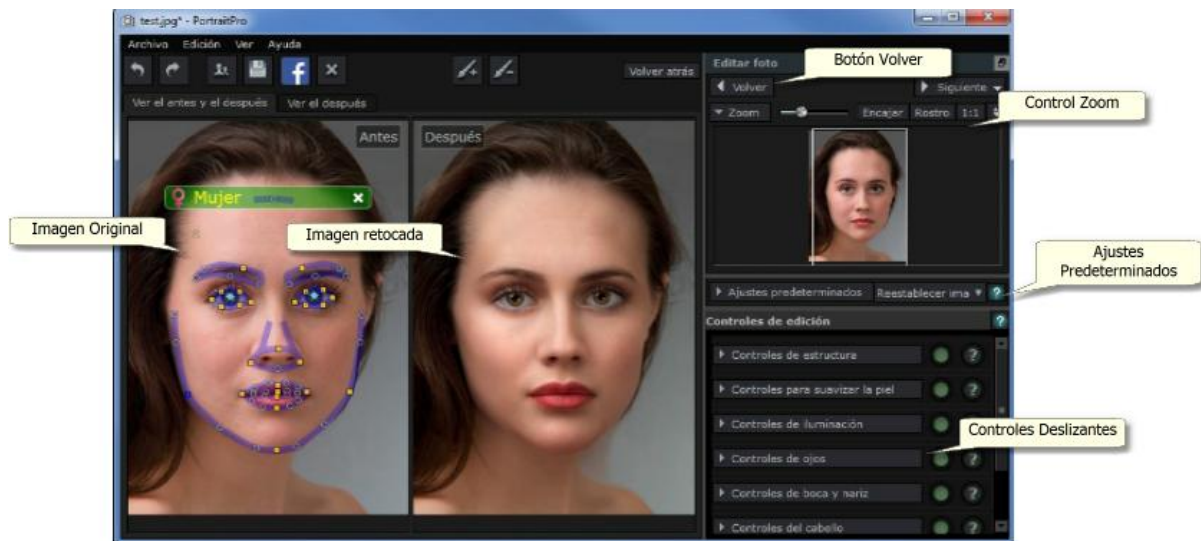 test.jpg* - PortraitPro
Archivo Edición Ver Ayuda
Volver atrás
Ver el antes y el después Ver el después
Antes
Después
Mujer
Imagen Original
Imagen retocada
Editar foto
Botón Volver
Volver
Siguiente
Control Zoom
Zoom Encajar Rostro 1:1
Ajustes
Predeterminados
Ajustes predeterminados Reestablecer ima
Controles de edición
Controles de estructura
Controles para suavizar la piel
Controles de iluminación
Controles Deslizantes
Controles de ojos
Controles de boca y nariz
Controles del cabello